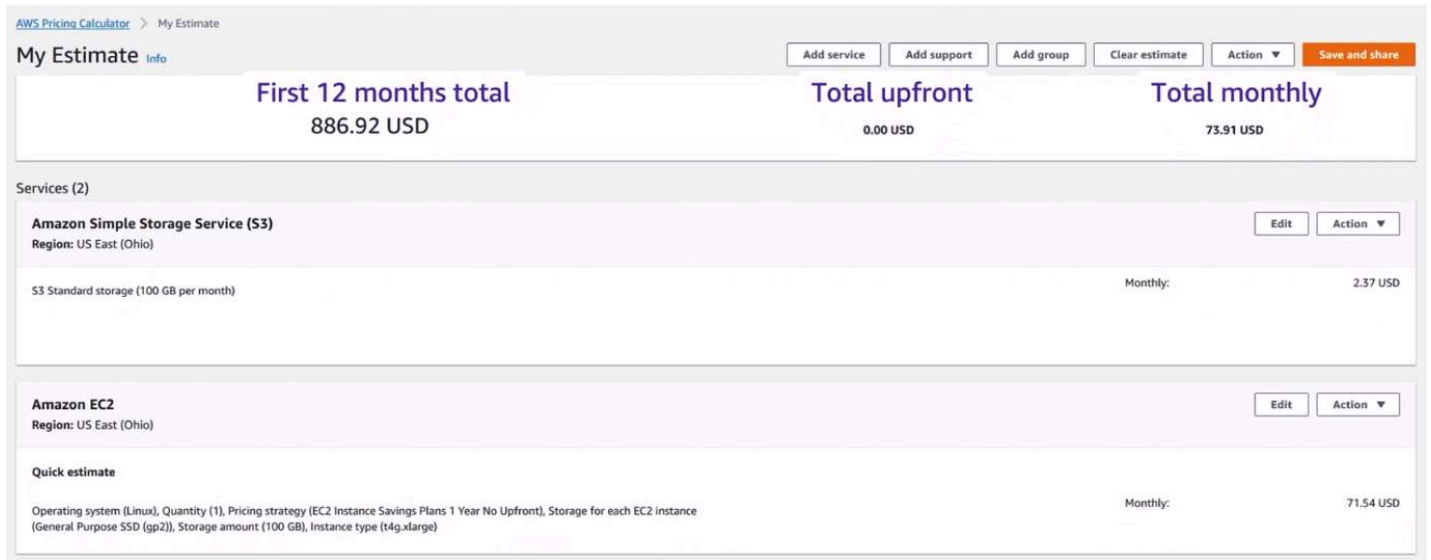 AWS Pricing Calculator > My Estimate
My Estimate Info
Add service Add support Add group Clear estimate Action ▼ Save and share
First 12 months total Total upfront Total monthly
886.92 USD 0.00 USD 73.91 USD
Services (2)
Amazon Simple Storage Service (S3) Edit Action ▼
Region: US East (Ohio)
S3 Standard storage (100 GB per month) Monthly: 2.37 USD
Amazon EC2 Edit Action ▼
Region: US East (Ohio)
Quick estimate
Operating system (Linux), Quantity (1), Pricing strategy (EC2 Instance Savings Plans 1 Year No Upfront), Storage for each EC2 instance Monthly: 71.54 USD
(General Purpose SSD (gp2)), Storage amount (100 GB), Instance type (t4g.xlarge)